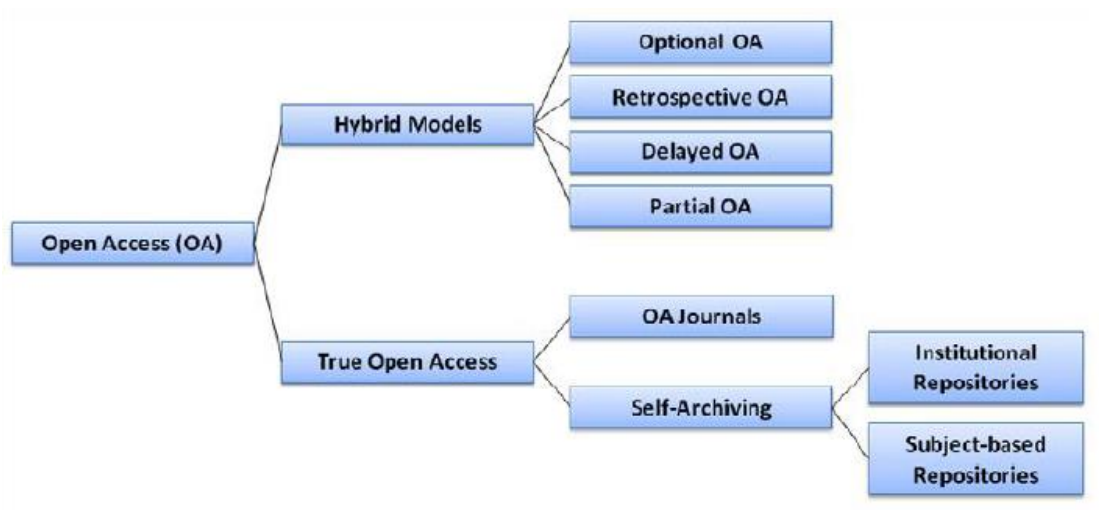 Open Access (OA)
Hybrid Models
Optional OA
Retrospective OA
Delayed OA
Partial OA
True Open Access
OA Journals
Self-Archiving
Institutional
Repositories
Subject-based
Repositories